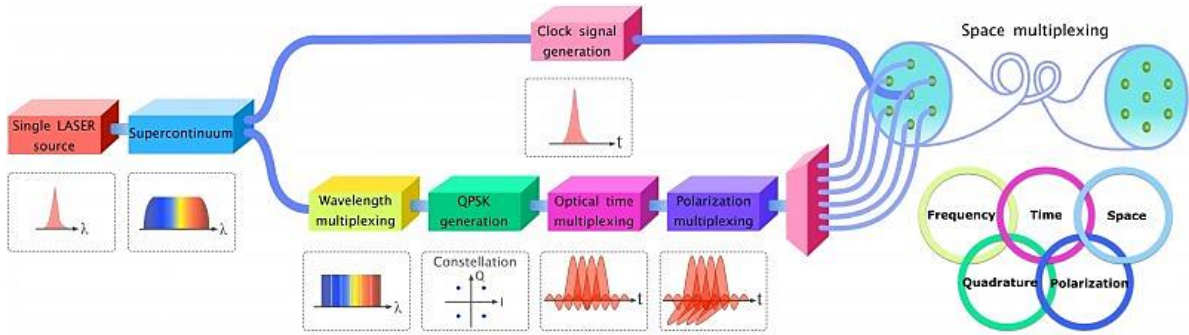 Clock signal
generation
Space multiplexing
Single LASER
source
Supercontinuum
t
λ
λ
Wavelength
multiplexing
QPSK
generation
Optical time
multiplexing
Polarization
multiplexing
Frequency
Time
Space
Quadrature
Polarization
λ
Constellation
Q
I
t
t